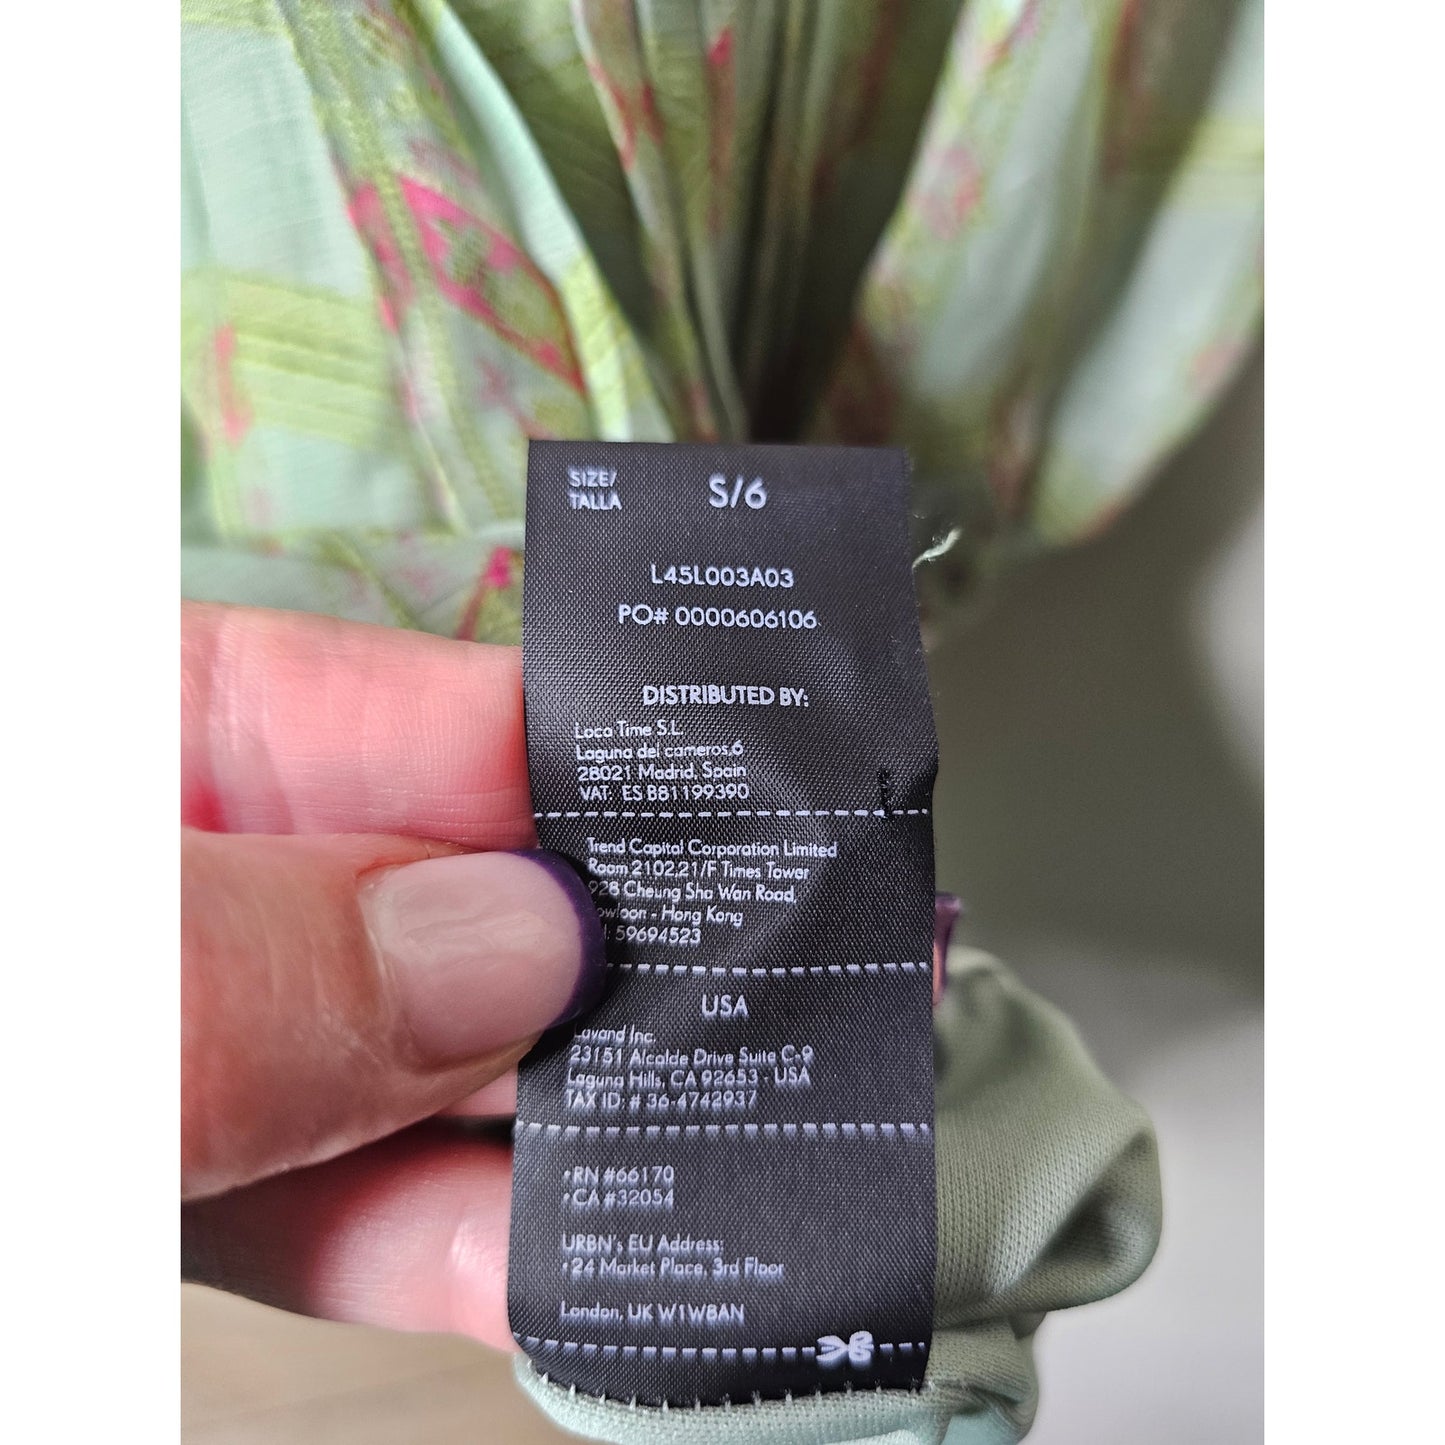 SIZE/
TALLA
S/6
L45L003A03
PO# 0000606106
DISTRIBUTED BY:
Loco Time S.L
Laguna del cameros,6
28021 Madrid, Spain
VAT: ES B81199390
Trend Capital Corporation Limited
Room 2102,21/F Times Tower
928 Cheung Sha Wan Road,
- Hong Kong
59694523
USA
Lavand Inc.
23151 Alcalde Drive Suite C-9
Laguna Hills, CA 92653 - USA
TAX ID: # 36-4742937
•RN #66170
•CA #32054
URBN's EU Address:
•24 Market Place, 3rd Floor
London, UK W1W8AN